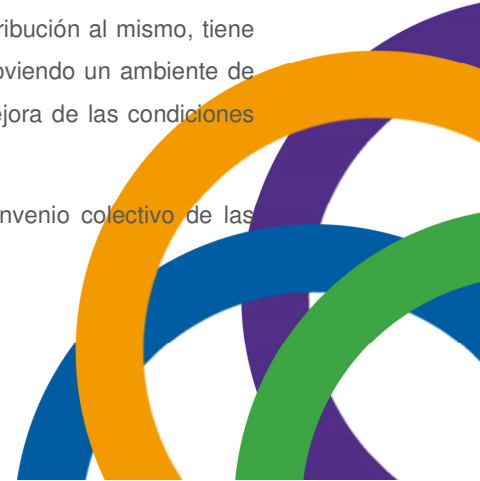 ribución al mismo, tiene
oviendo un ambiente de
ejora de las condiciones
nvenio colectivo de las